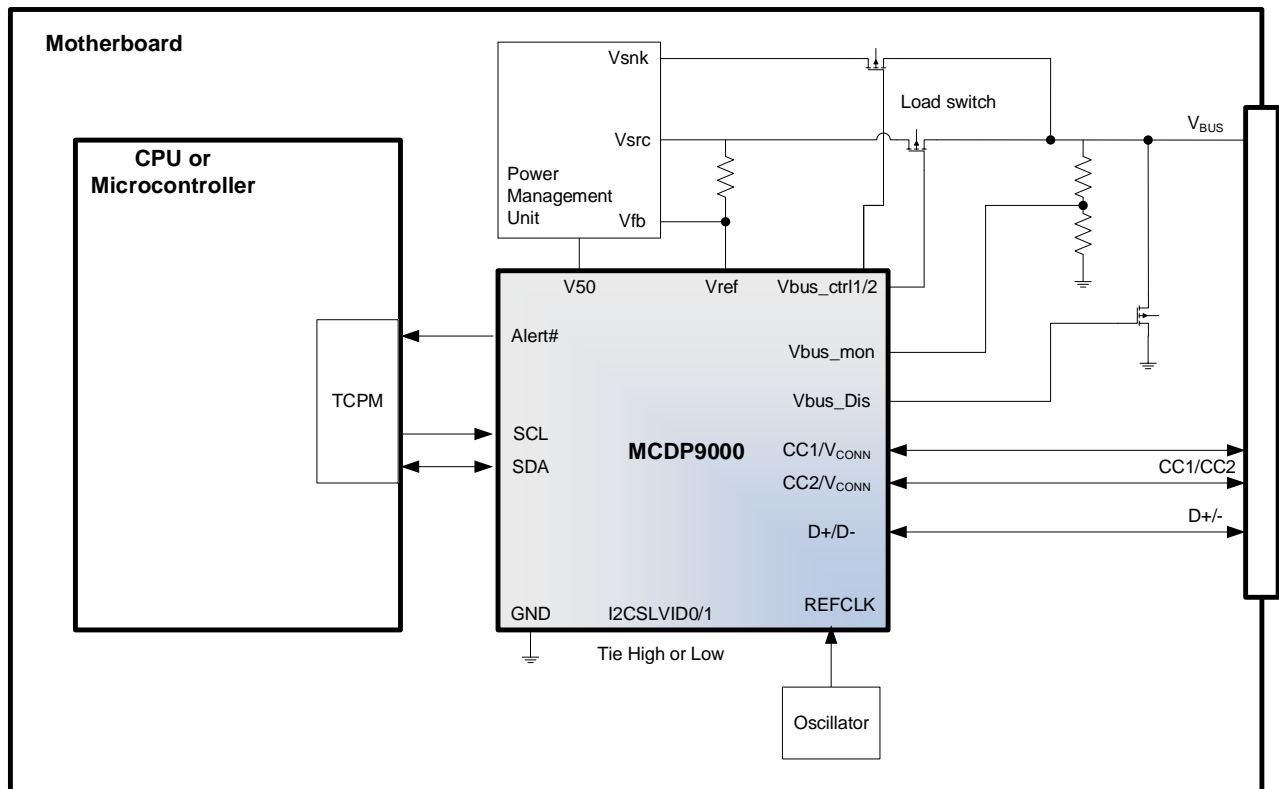 Motherboard
CPU or
Microcontroller
TCPM
Vsnk
Vsrc
Power
Management
Unit
Vfb
Load switch
V50
Vref
Vbus_ctrl1/2
Alert#
Vbus_mon
Vbus_Dis
SCL
SDA
MCDP9000
CC1/VCONN
CC2/VCONN
D+/D-
REFCLK
GND
I2CSLVID0/1
Tie High or Low
Oscillator
VBUS
CC1/CC2
D+/-